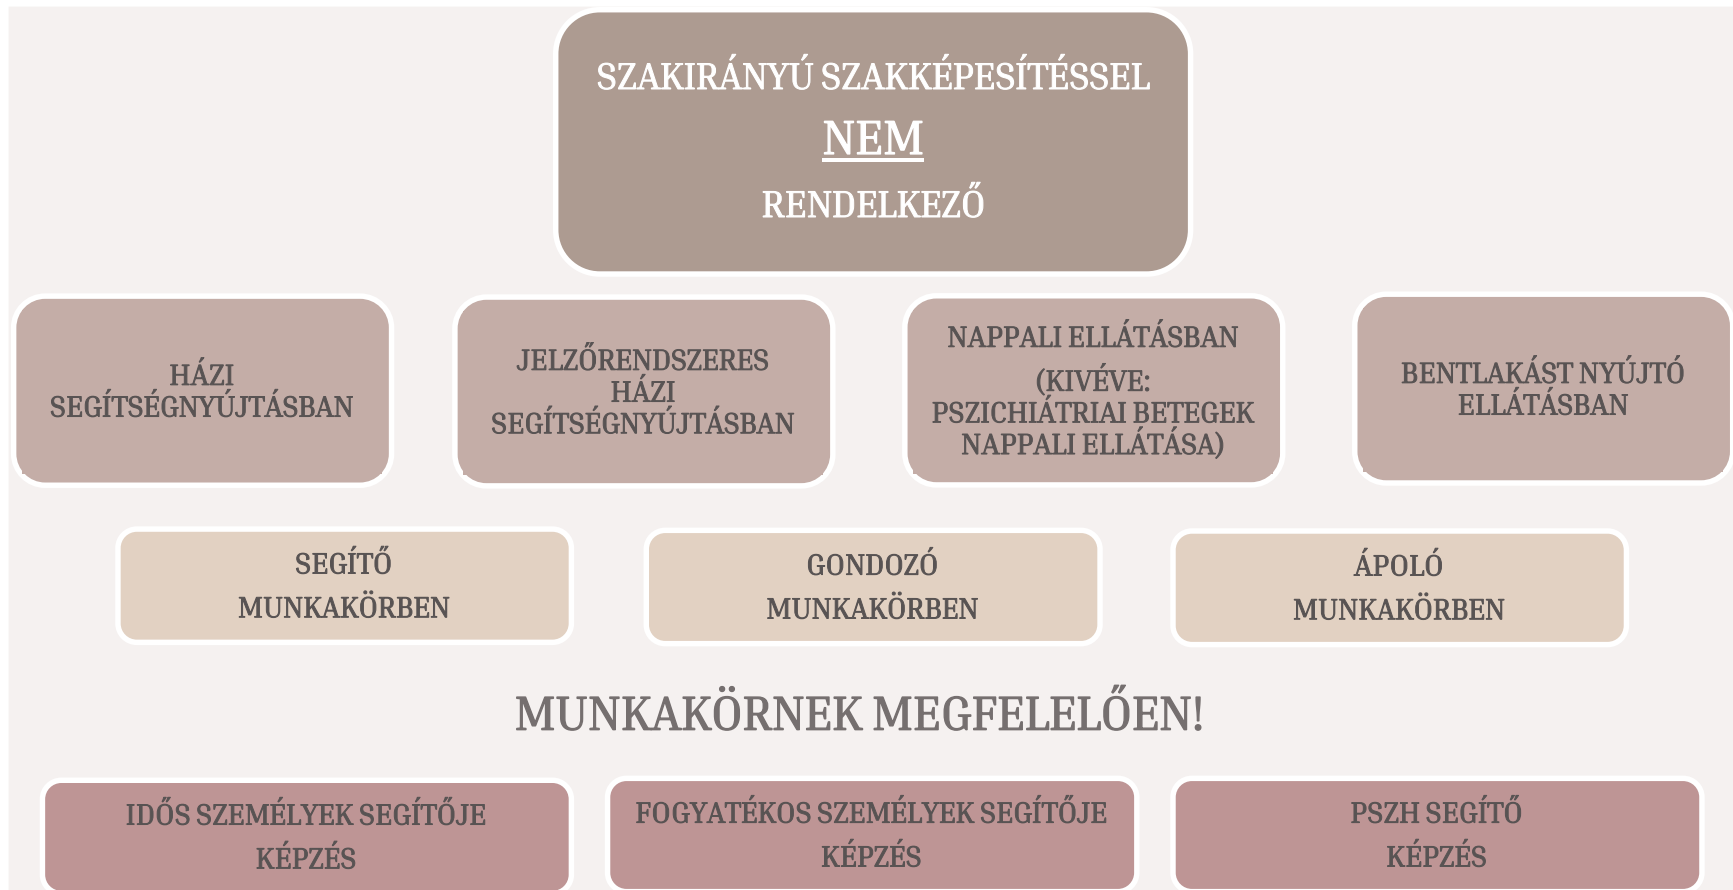 SZAKIRÁNYÚ SZAKKÉPESÍTÉSSEL
NEM
RENDELKEZŐ
HÁZI
SEGÍTSÉGNYÚJTÁSBAN
JELZŐRENDSZERES
HÁZI
SEGÍTSÉGNYÚJTÁSBAN
NAPPALI ELLÁTÁSBAN
(KIVÉVE:
PSZICHIÁTRIAI BETEGEK
NAPPALI ELLÁTÁSA)
BENTLAKÁST NYÚJTÓ
ELLÁTÁSBAN
SEGÍTŐ
MUNKAKÖRBEN
GONDOZÓ
MUNKAKÖRBEN
ÁPOLÓ
MUNKAKÖRBEN
MUNKAKÖRNEK MEGFELELŐEN!
IDŐS SZEMÉLYEK SEGÍTŐJE
KÉPZÉS
FOGYATÉKOS SZEMÉLYEK SEGÍTŐJE
KÉPZÉS
PSZH SEGÍTŐ
KÉPZÉS